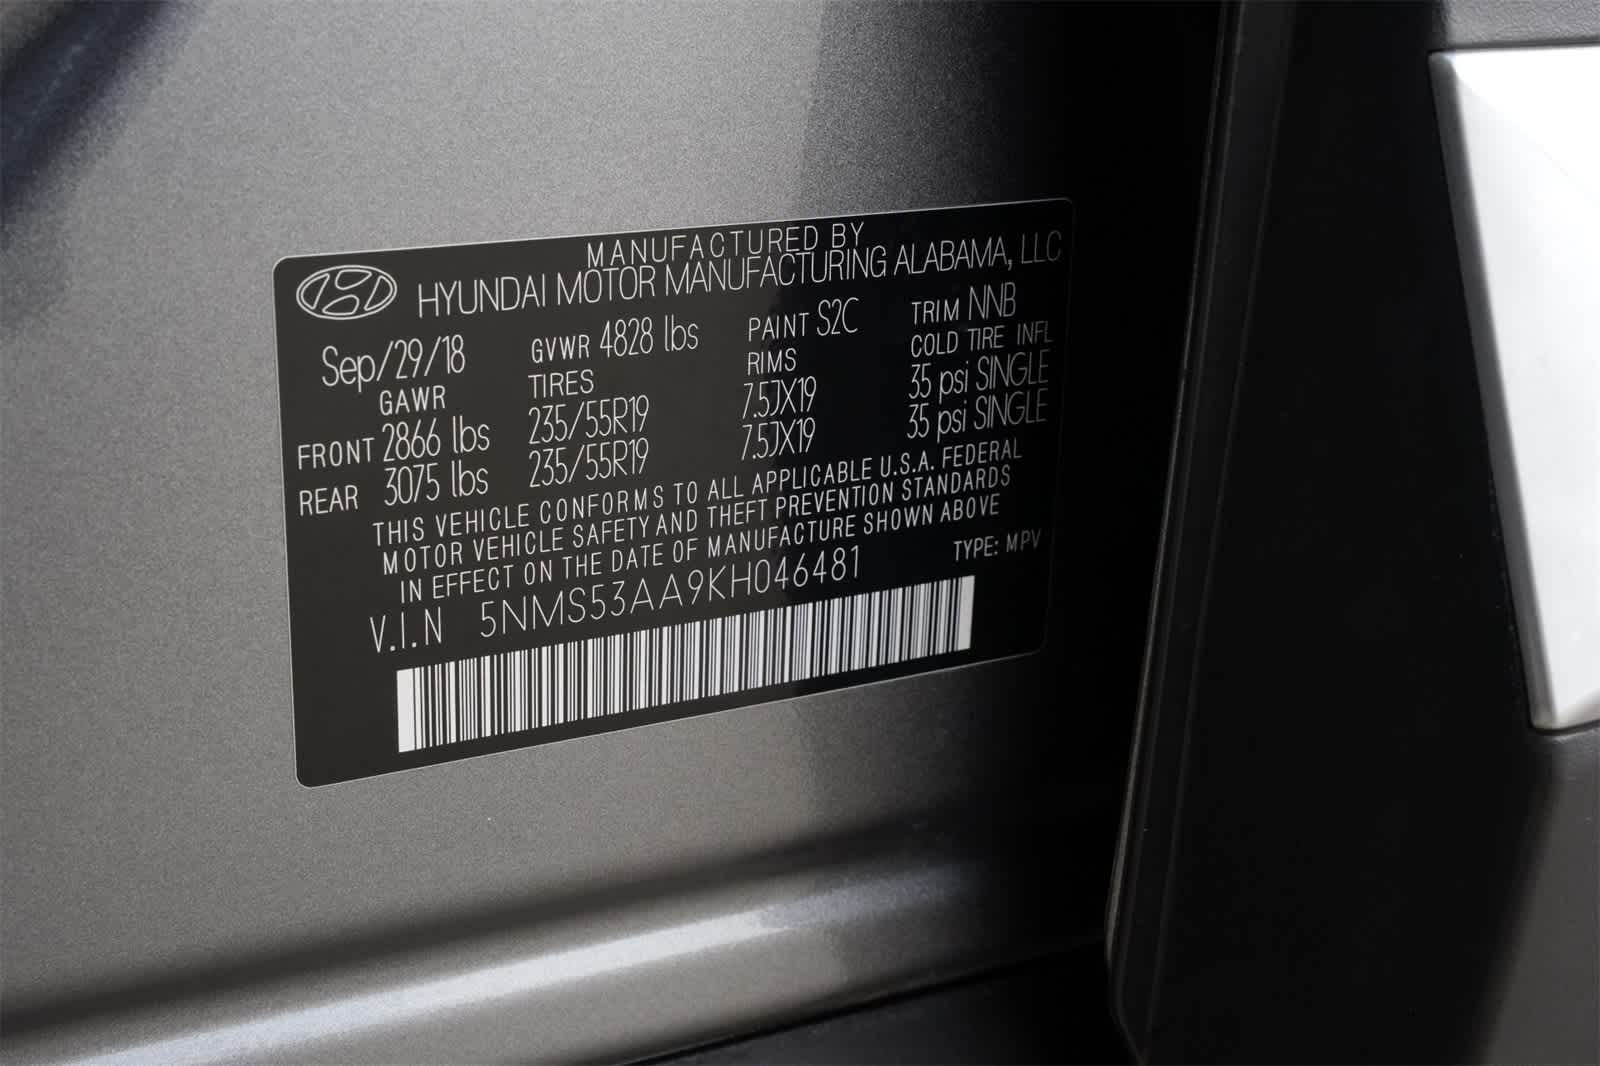 MANUFACTURED BY
HYUNDAI MOTOR MANUFACTURING ALABAMA, LLC
Sep/29/18 GVWR 4828 lbs PAINT S2C TRIM NNB
GAWR TIRES RIMS COLD TIRE INFL
FRONT 2866 lbs 235/55R19 7.5JX19 35 psi SINGLE
REAR 3075 lbs 235/55R19 7.5JX19 35 psi SINGLE
THIS VEHICLE CONFORMS TO ALL APPLICABLE U.S.A. FEDERAL
MOTOR VEHICLE SAFETY AND THEFT PREVENTION STANDARDS
IN EFFECT ON THE DATE OF MANUFACTURE SHOWN ABOVE
V.I.N 5NMS53AA9KH046481 TYPE: MPV